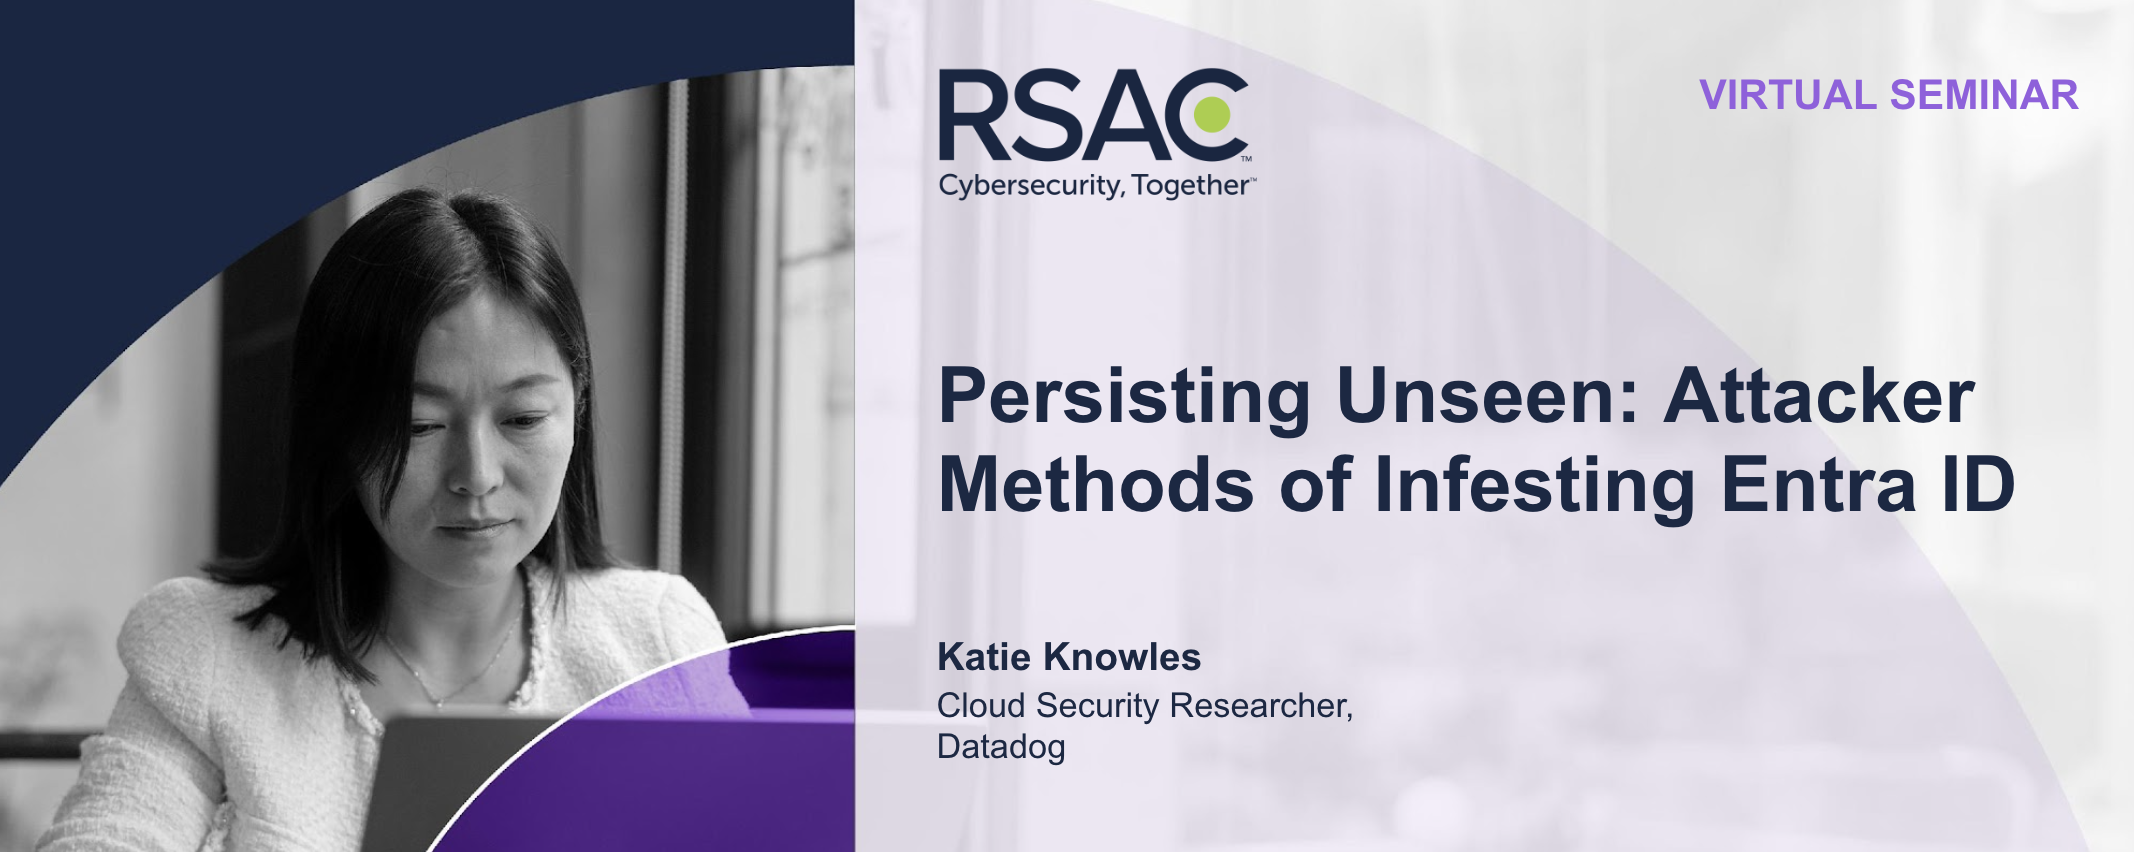 RSAC™
Cybersecurity, Together™
VIRTUAL SEMINAR
Persisting Unseen: Attacker
Methods of Infesting Entra ID
Katie Knowles
Cloud Security Researcher,
Datadog